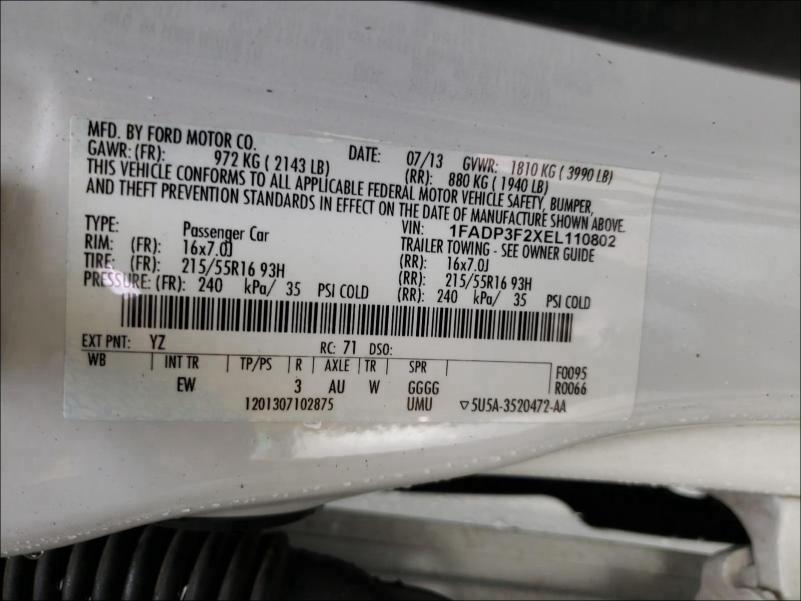 MFD. BY FORD MOTOR CO.
DATE: 07/13 GVWR: 1810 KG ( 3990 LB)
GAWR: (FR): 972 KG ( 2143 LB) (RR): 880 KG ( 1940 LB)
THIS VEHICLE CONFORMS TO ALL APPLICABLE FEDERAL MOTOR VEHICLE SAFETY, BUMPER,
AND THEFT PREVENTION STANDARDS IN EFFECT ON THE DATE OF MANUFACTURE SHOWN ABOVE.
TYPE: Passenger Car VIN: 1FADP3F2XEL110802
TRAILER TOWING - SEE OWNER GUIDE
RIM: (FR): 16x7.0J (RR): 16x7.0J
TIRE: (FR): 215/55R16 93H (RR): 215/55R16 93H
PRESSURE: (FR): 240 kPa/ 35 PSI COLD (RR): 240 kPa/ 35 PSI COLD
EXT PNT: YZ RC: 71 DSO:
WB INT TR TP/PS R AXLE TR SPR F0095
EW 3 AU W GGGG R0066
1201307102875 UMU ▽5U5A-3520472-AA